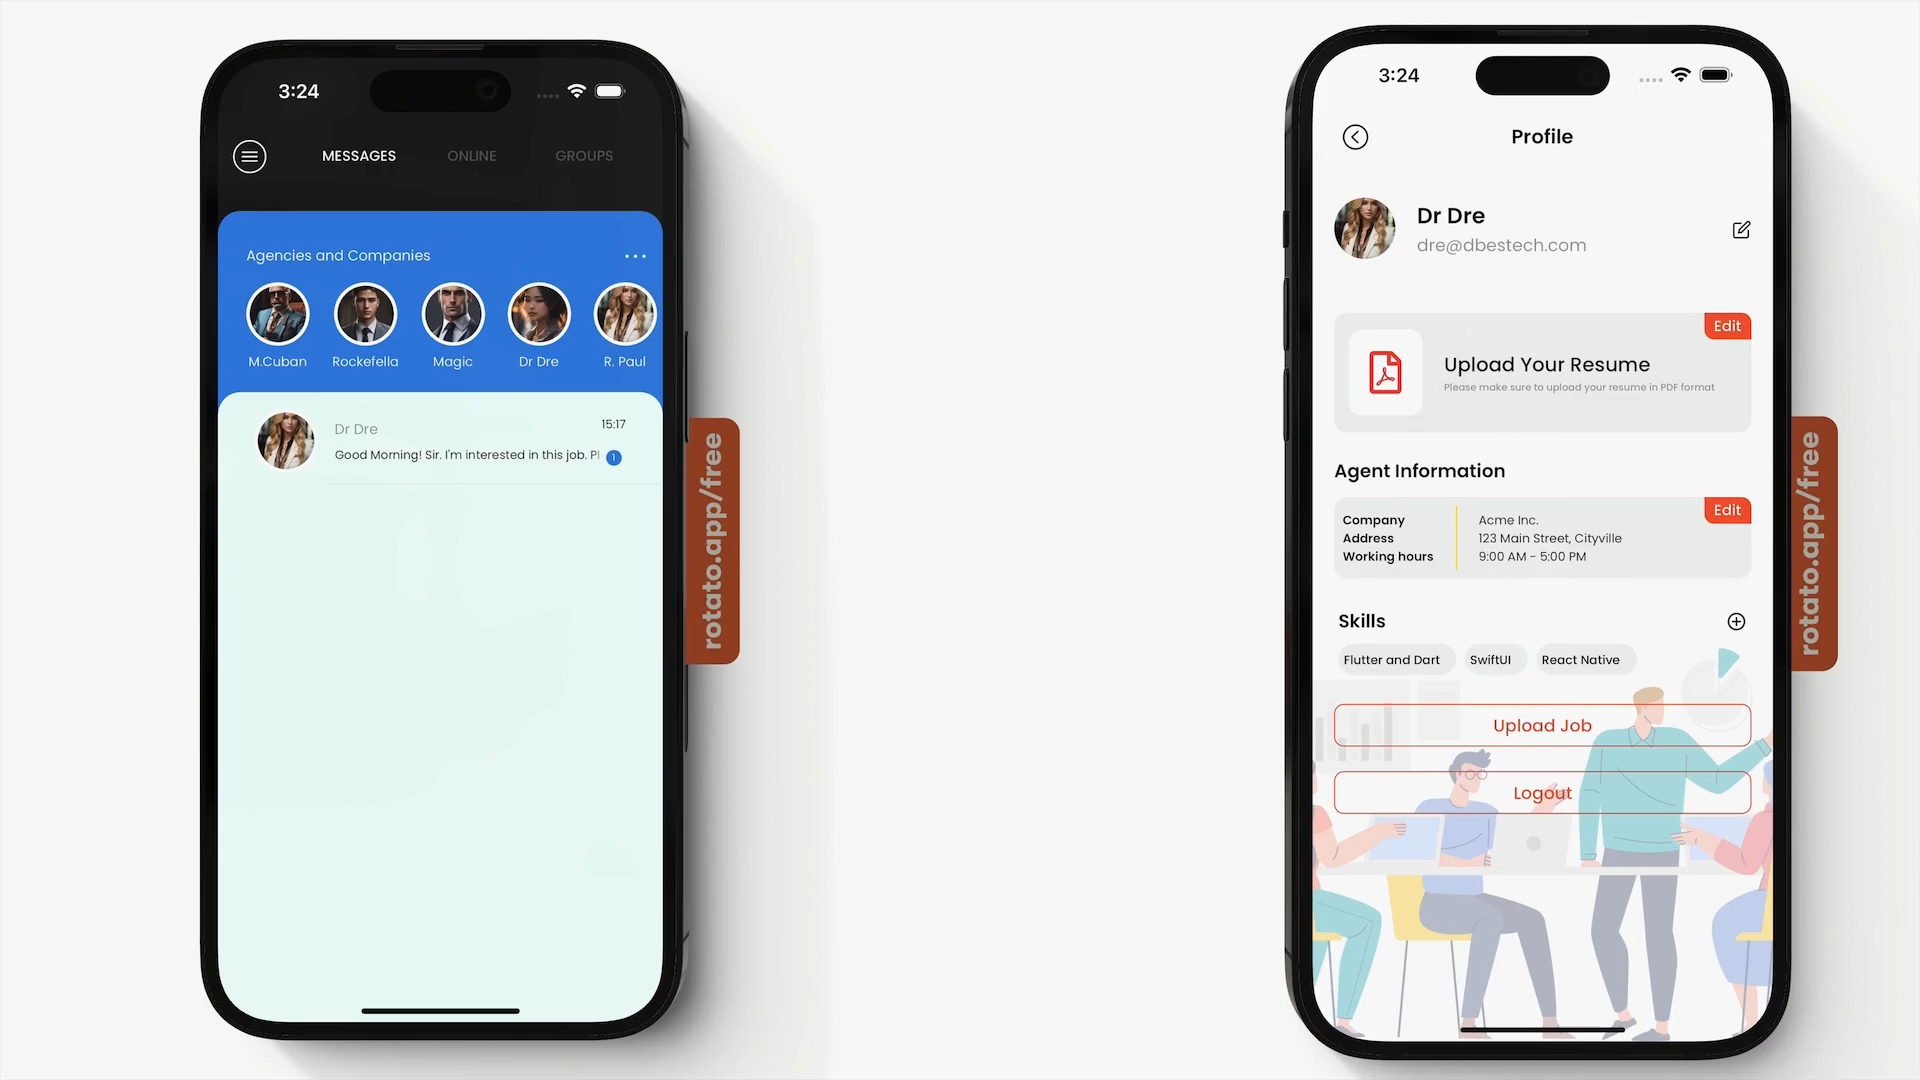 3:24
MESSAGES ONLINE GROUPS
Agencies and Companies
M.Cuban Rockefella Magic Dr Dre R. Paul
Dr Dre 15:17
Good Morning! Sir. I'm interested in this job. Pl 1
rotato.app/free
3:24
Profile
Dr Dre
dre@dbestech.com
Edit
Upload Your Resume
Please make sure to upload your resume in PDF format
Agent Information
Edit
Company Acme Inc.
Address 123 Main Street, Cityville
Working hours 9:00 AM - 5:00 PM
Skills
Flutter and Dart SwiftUI React Native
Upload Job
Logout
rotato.app/free